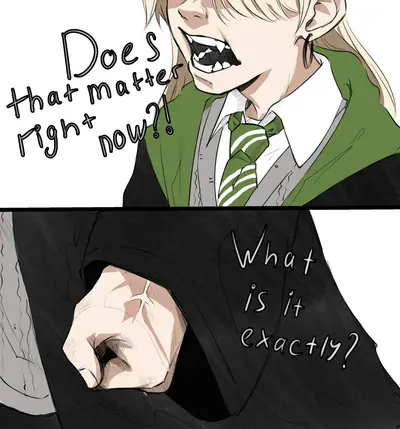 Does
that matter
right
now?!
What
is it
exactly?